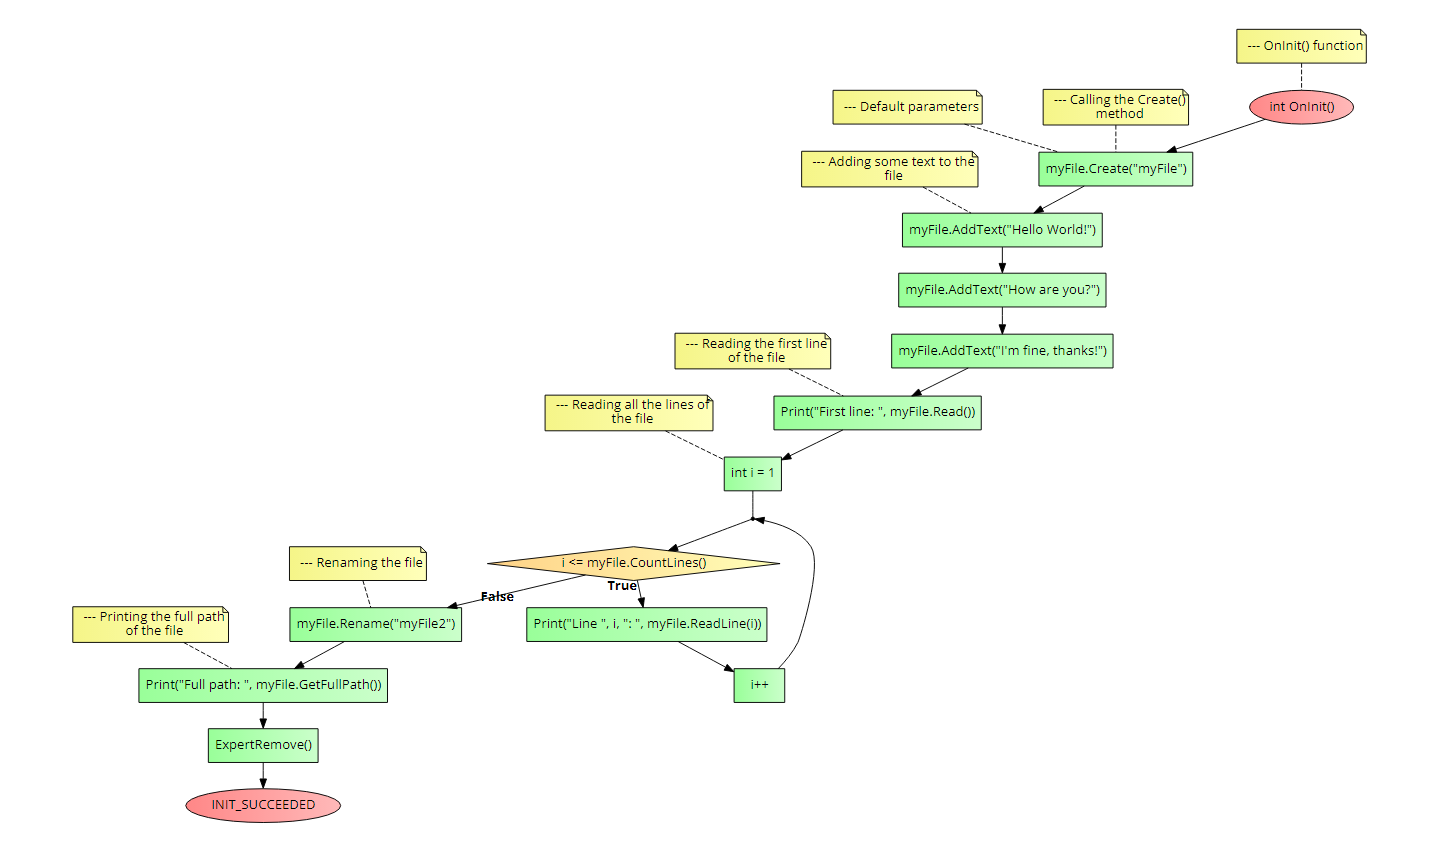 --- OnInit() function
int OnInit()
--- Default parameters
--- Calling the Create()
method
myFile.Create("myFile")
--- Adding some text to the
file
myFile.AddText("Hello World!")
myFile.AddText("How are you?")
myFile.AddText("I'm fine, thanks!")
--- Reading the first line
of the file
Print("First line: ", myFile.Read())
--- Reading all the lines of
the file
int i = 1
i <= myFile.CountLines()
False
True
--- Renaming the file
myFile.Rename("myFile2")
Print("Line ", i, ": ", myFile.ReadLine(i))
i++
--- Printing the full path
of the file
Print("Full path: ", myFile.GetFullPath())
ExpertRemove()
INIT_SUCCEEDED